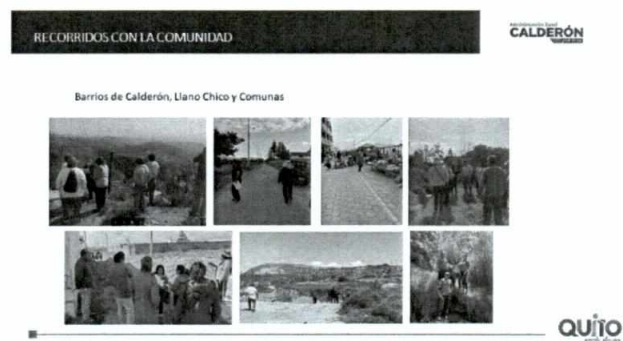 RECORRIDOS CON LA COMUNIDAD
CALDERÓN
Barrios de Calderón, Llano Chico y Comunas
QUITO